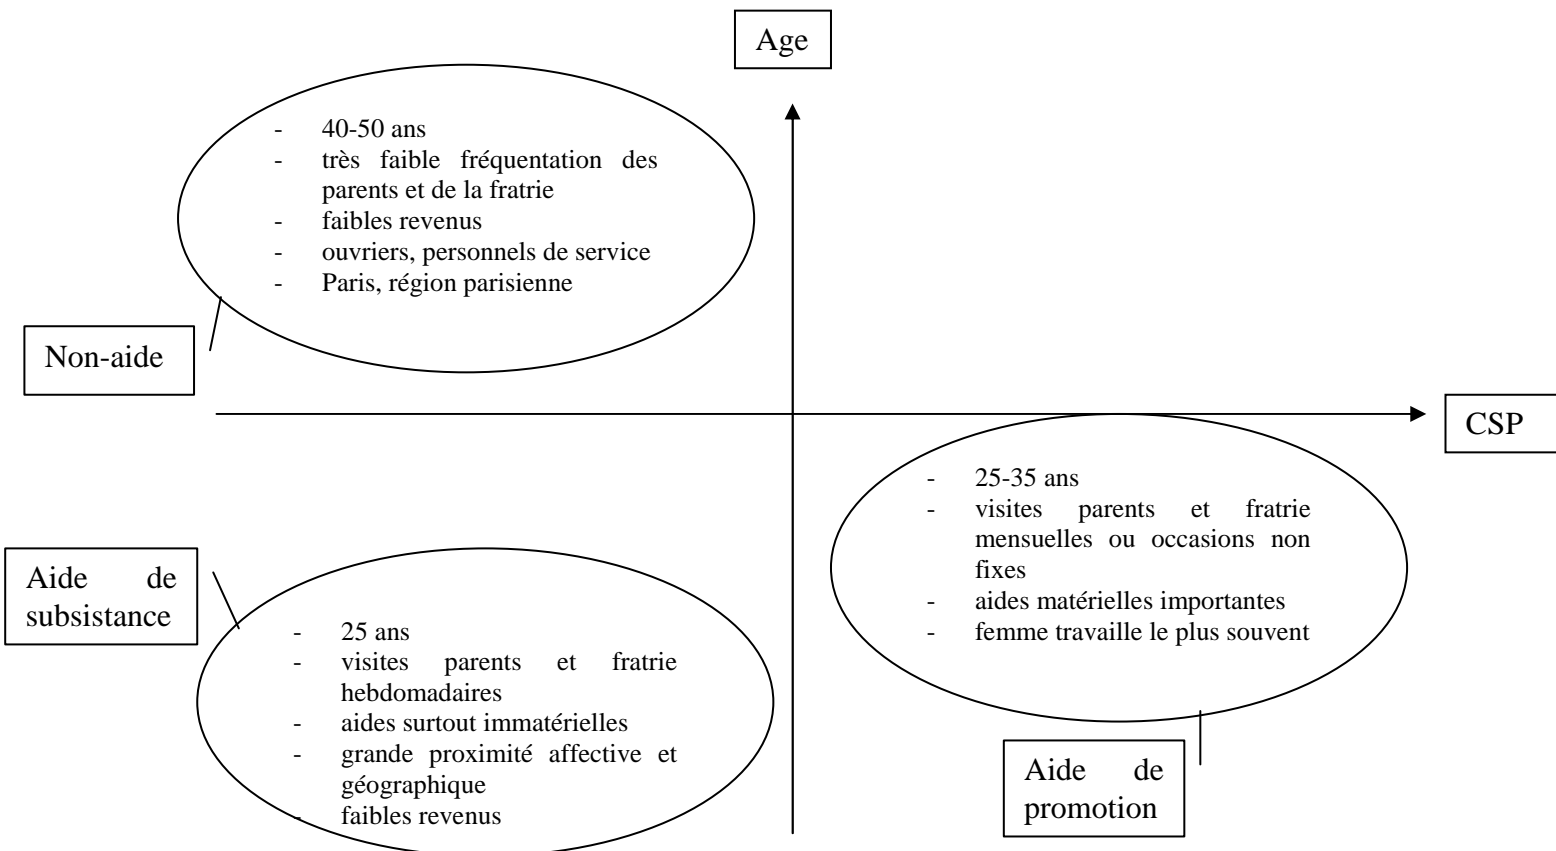 Age
- 40-50 ans
- très faible fréquentation des
parents et de la fratrie
- faibles revenus
- ouvriers, personnels de service
- Paris, région parisienne
Non-aide
CSP
- 25-35 ans
- visites parents et fratrie
mensuelles ou occasions non
fixes
- aides matérielles importantes
- femme travaille le plus souvent
Aide de
subsistance
- 25 ans
- visites parents et fratrie
hebdomadaires
- aides surtout immatérielles
- grande proximité affective et
géographique
- faibles revenus
Aide de
promotion